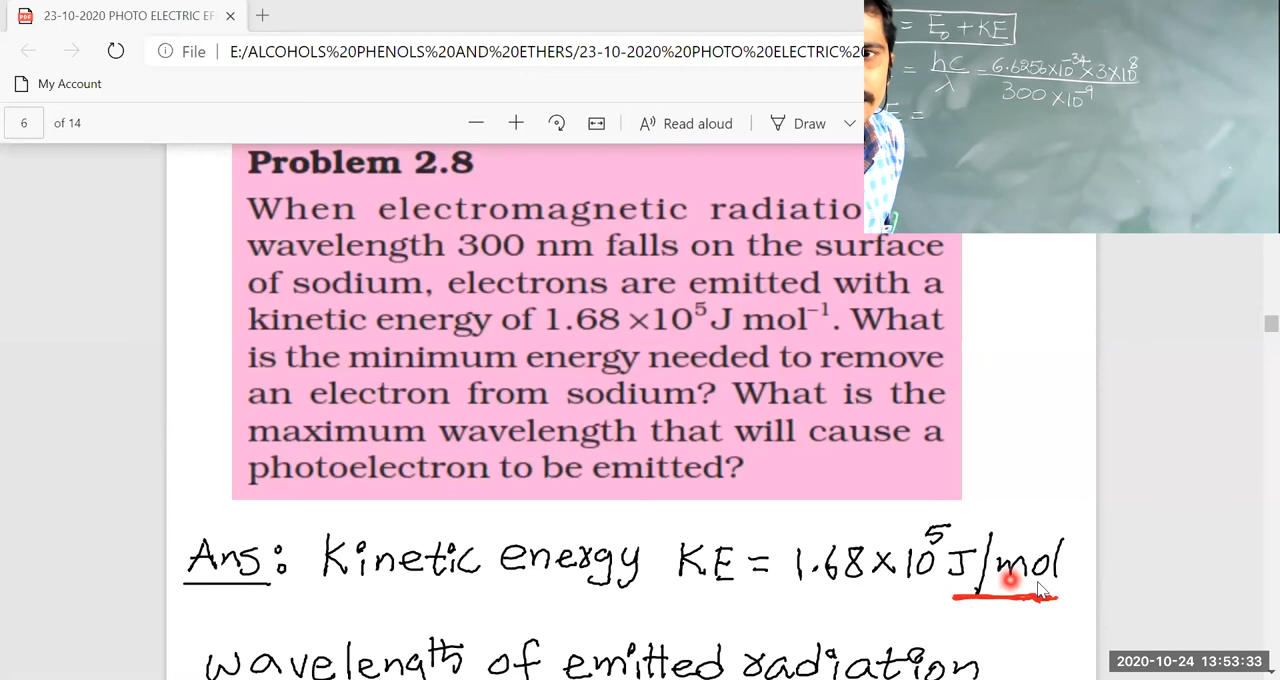 23-10-2020 PHOTO ELECTRIC EF
File E:/ALCOHOLS%20PHENOLS%20AND%20ETHERS/23-10-2020%20PHOTO%20ELECTRIC%20
My Account
6 of 14
Read aloud
Draw
= E₀ + KE
= hc/λ = 6.6256×10⁻³⁴×3×10⁸/300×10⁻⁹
E =
Problem 2.8
When electromagnetic radiatio
wavelength 300 nm falls on the surface
of sodium, electrons are emitted with a
kinetic energy of 1.68 ×10⁵ J mol⁻¹. What
is the minimum energy needed to remove
an electron from sodium? What is the
maximum wavelength that will cause a
photoelectron to be emitted?
Ans: Kinetic energy KE = 1.68×10⁵ J/mol
wavelength of emitted radiation
2020-10-24 13:53:33